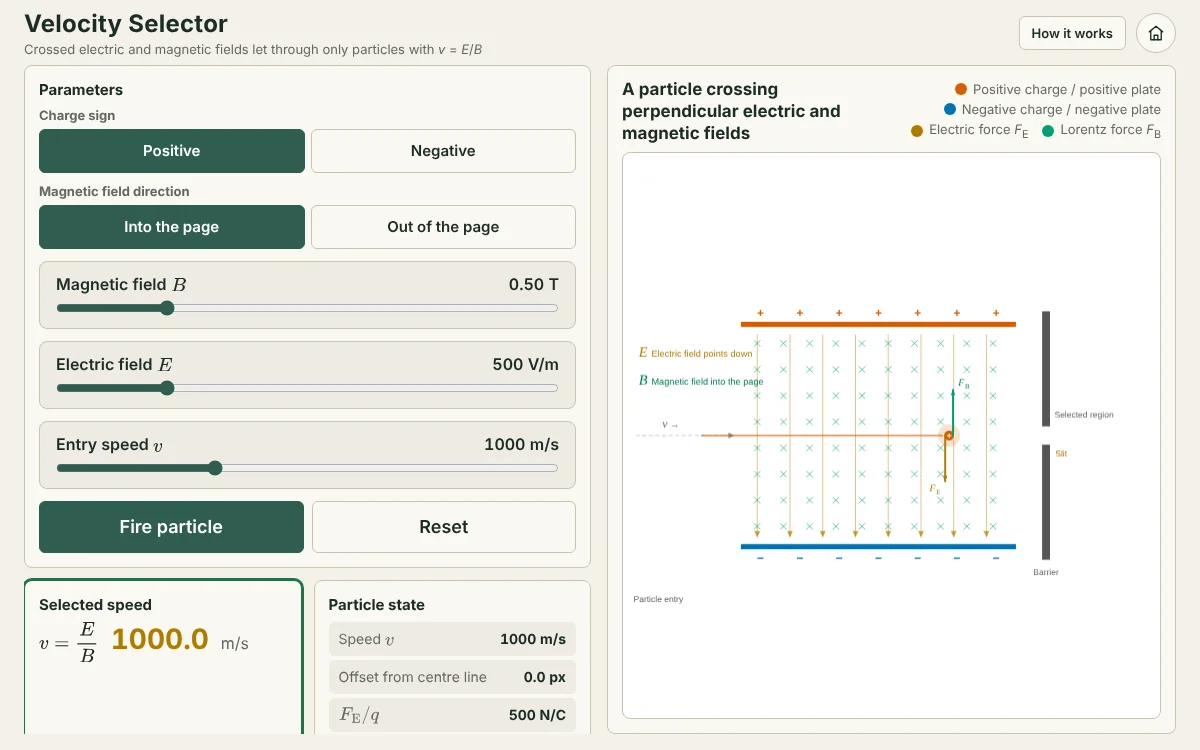 Velocity Selector
Crossed electric and magnetic fields let through only particles with v = E/B
How it works
Parameters
Charge sign
Positive
Negative
Magnetic field direction
Into the page
Out of the page
Magnetic field B
0.50 T
Electric field E
500 V/m
Entry speed v
1000 m/s
Fire particle
Reset
Selected speed
v = E/B 1000.0 m/s
Particle state
Speed v
1000 m/s
Offset from centre line
0.0 px
F_E/q
500 N/C
A particle crossing
perpendicular electric and
magnetic fields
Positive charge / positive plate
Negative charge / negative plate
Electric force F_E
Lorentz force F_B
+ + + + + + +
E Electric field points down
B Magnetic field into the page
F_B
v →
+
F_E
− − − − − − −
Selected region
Slit
Barrier
Particle entry